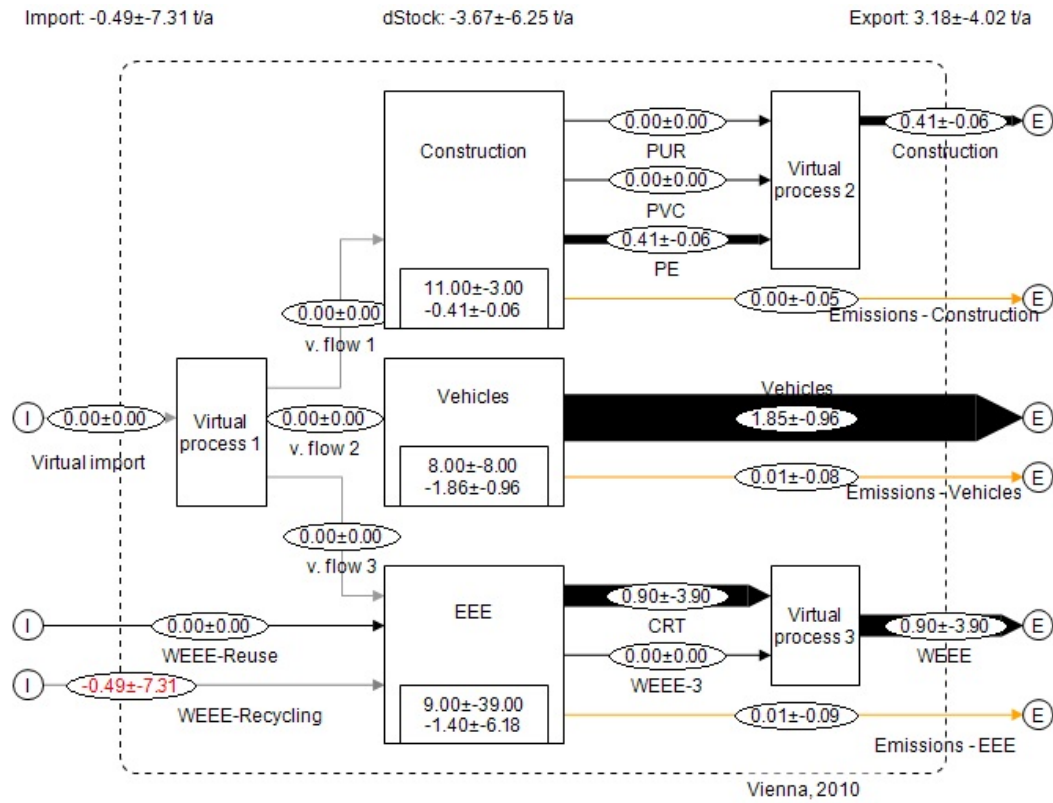 Import: -0.49±-7.31 t/a
dStock: -3.67±-6.25 t/a
Export: 3.18±-4.02 t/a
Construction
11.00±-3.00
-0.41±-0.06
0.00±0.00
PUR
0.00±0.00
PVC
0.41±-0.06
PE
Virtual
process 2
0.41±-0.06
Construction
E
0.00±-0.05
Emissions - Construction
E
0.00±0.00
v. flow 1
I
0.00±0.00
Virtual import
Virtual
process 1
0.00±0.00
v. flow 2
Vehicles
8.00±-8.00
-1.86±-0.96
Vehicles
1.85±-0.96
E
0.01±-0.08
Emissions - Vehicles
E
0.00±0.00
v. flow 3
I
0.00±0.00
WEEE-Reuse
I
-0.49±-7.31
WEEE-Recycling
EEE
9.00±-39.00
-1.40±-6.18
0.90±-3.90
CRT
0.00±0.00
WEEE-3
Virtual
process 3
0.90±-3.90
WEEE
E
0.01±-0.09
Emissions - EEE
E
Vienna, 2010